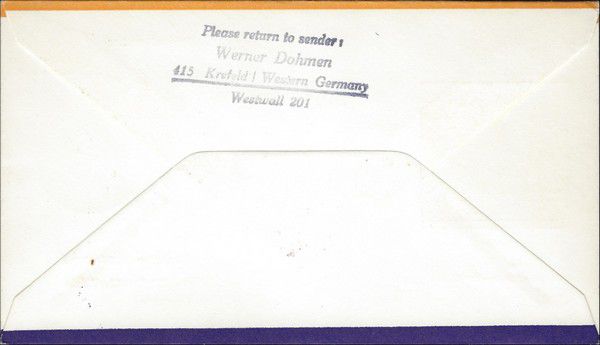 Please return to sender:
Werner Dohmen
415 Krefeld / Western Germany
Westwall 201